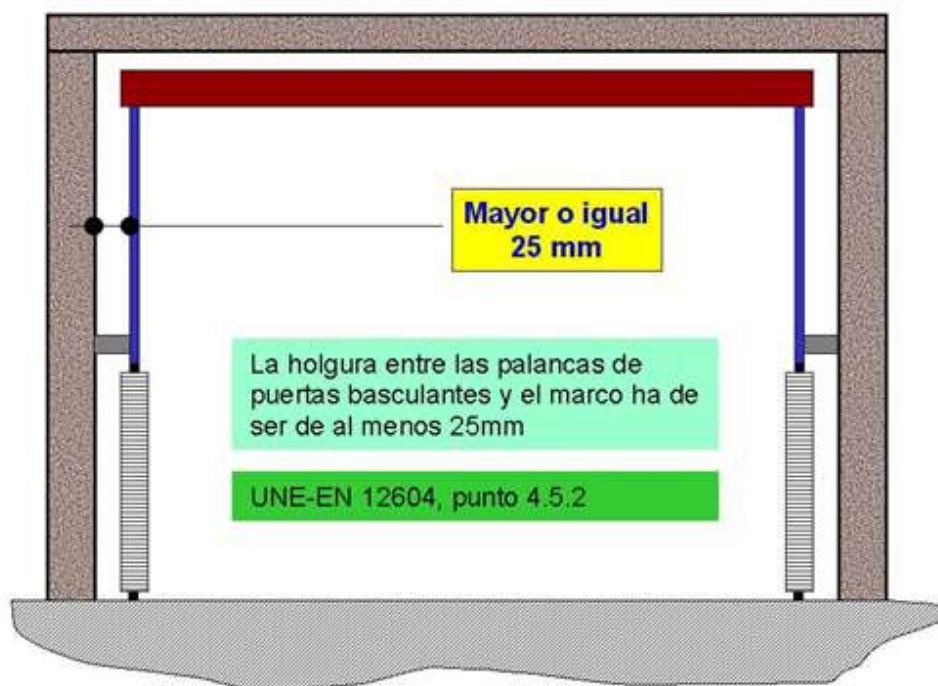 Mayor o igual
25 mm
La holgura entre las palancas de
puertas basculantes y el marco ha de
ser de al menos 25mm
UNE-EN 12604, punto 4.5.2